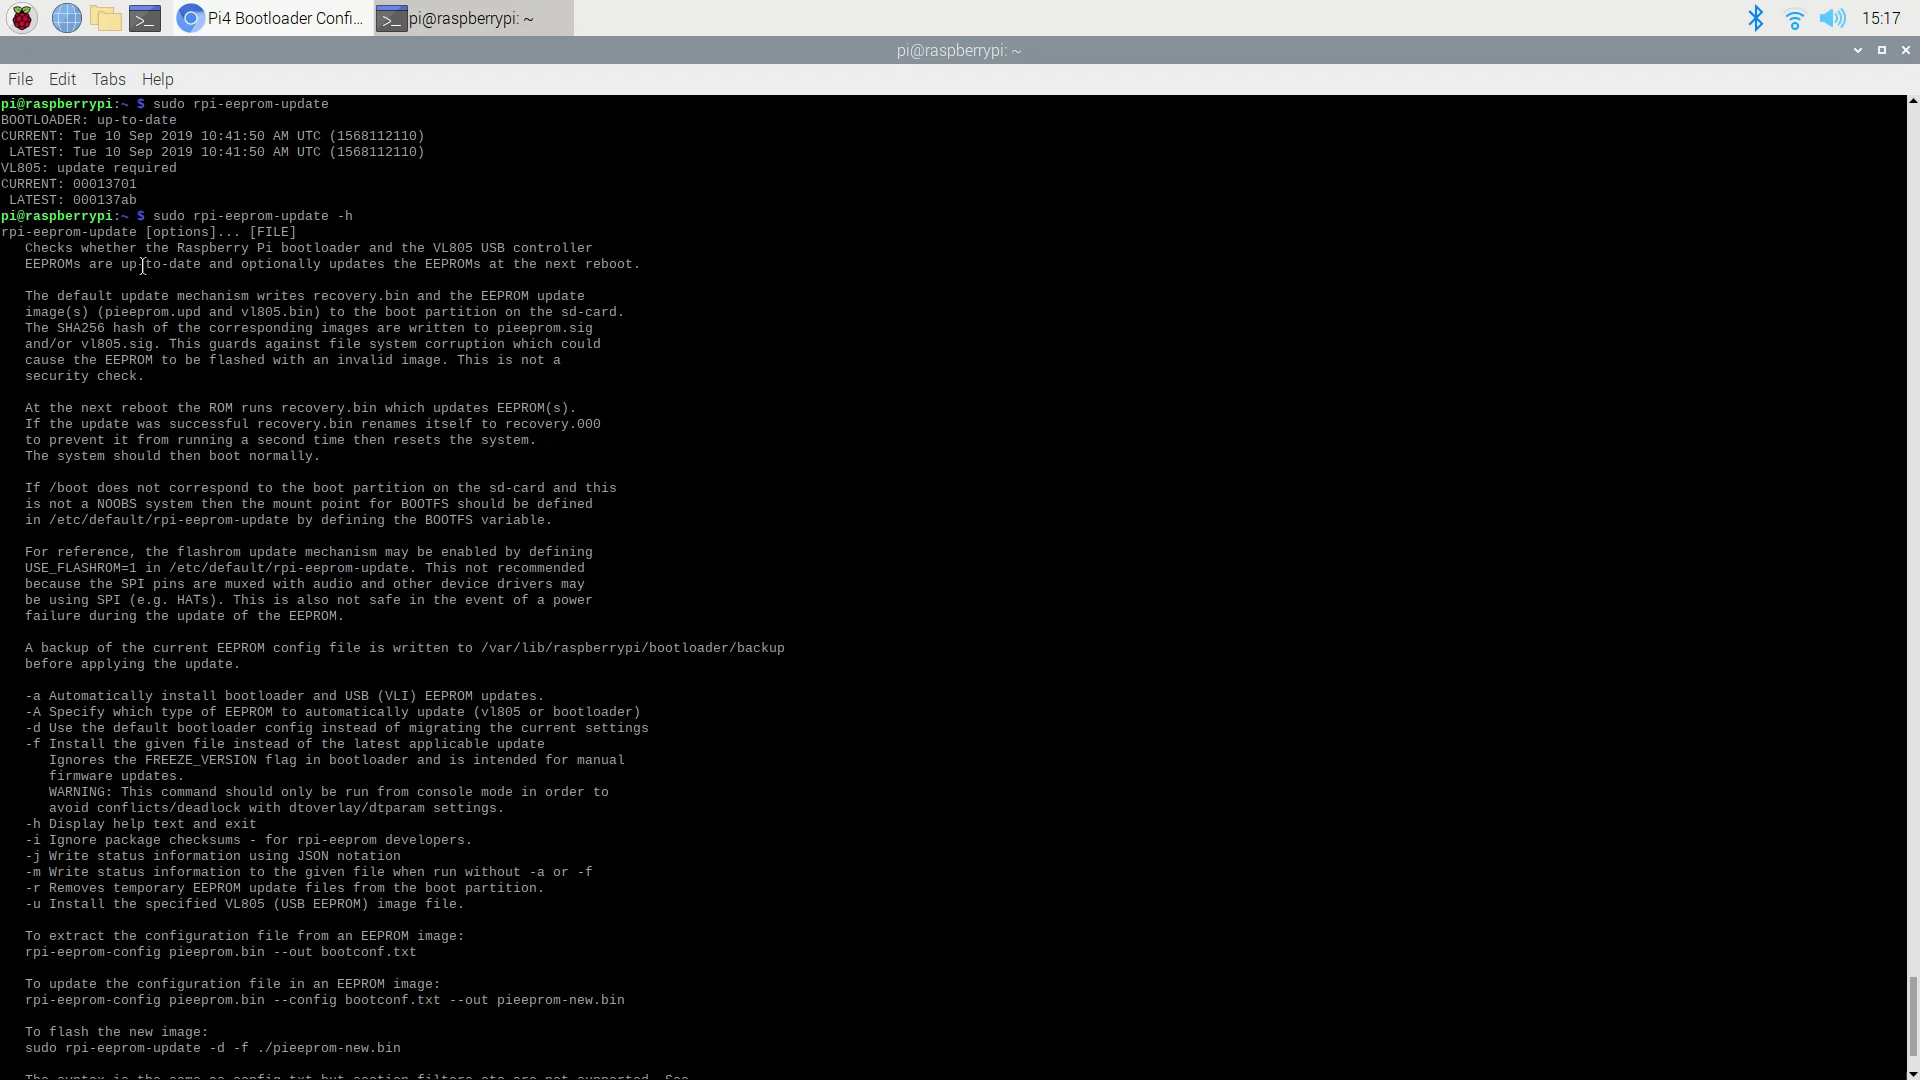 Pi4 Bootloader Confi...
pi@raspberrypi: ~
15:17
pi@raspberrypi: ~
File Edit Tabs Help
pi@raspberrypi:~ $ sudo rpi-eeprom-update
BOOTLOADER: up-to-date
CURRENT: Tue 10 Sep 2019 10:41:50 AM UTC (1568112110)
LATEST: Tue 10 Sep 2019 10:41:50 AM UTC (1568112110)
VL805: update required
CURRENT: 00013701
LATEST: 000137ab
pi@raspberrypi:~ $ sudo rpi-eeprom-update -h
rpi-eeprom-update [options]... [FILE]
Checks whether the Raspberry Pi bootloader and the VL805 USB controller
EEPROMs are up-to-date and optionally updates the EEPROMs at the next reboot.
The default update mechanism writes recovery.bin and the EEPROM update
image(s) (pieeprom.upd and vl805.bin) to the boot partition on the sd-card.
The SHA256 hash of the corresponding images are written to pieeprom.sig
and/or vl805.sig. This guards against file system corruption which could
cause the EEPROM to be flashed with an invalid image. This is not a
security check.
At the next reboot the ROM runs recovery.bin which updates EEPROM(s).
If the update was successful recovery.bin renames itself to recovery.000
to prevent it from running a second time then resets the system.
The system should then boot normally.
If /boot does not correspond to the boot partition on the sd-card and this
is not a NOOBS system then the mount point for BOOTFS should be defined
in /etc/default/rpi-eeprom-update by defining the BOOTFS variable.
For reference, the flashrom update mechanism may be enabled by defining
USE_FLASHROM=1 in /etc/default/rpi-eeprom-update. This not recommended
because the SPI pins are muxed with audio and other device drivers may
be using SPI (e.g. HATs). This is also not safe in the event of a power
failure during the update of the EEPROM.
A backup of the current EEPROM config file is written to /var/lib/raspberrypi/bootloader/backup
before applying the update.
-a Automatically install bootloader and USB (VLI) EEPROM updates.
-A Specify which type of EEPROM to automatically update (vl805 or bootloader)
-d Use the default bootloader config instead of migrating the current settings
-f Install the given file instead of the latest applicable update
Ignores the FREEZE_VERSION flag in bootloader and is intended for manual
firmware updates.
WARNING: This command should only be run from console mode in order to
avoid conflicts/deadlock with dtoverlay/dtparam settings.
-h Display help text and exit
-i Ignore package checksums - for rpi-eeprom developers.
-j Write status information using JSON notation
-m Write status information to the given file when run without -a or -f
-r Removes temporary EEPROM update files from the boot partition.
-u Install the specified VL805 (USB EEPROM) image file.
To extract the configuration file from an EEPROM image:
rpi-eeprom-config pieeprom.bin --out bootconf.txt
To update the configuration file in an EEPROM image:
rpi-eeprom-config pieeprom.bin --config bootconf.txt --out pieeprom-new.bin
To flash the new image:
sudo rpi-eeprom-update -d -f ./pieeprom-new.bin
The syntax is the same as config.txt but section filters etc are not supported. See